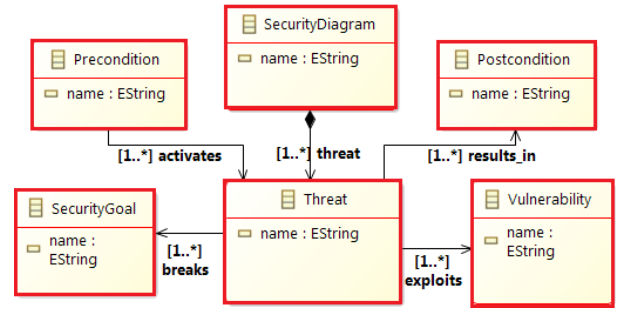 SecurityDiagram
name : EString
Precondition
name : EString
Postcondition
name : EString
[1..*] activates
[1..*] threat
[1..*] results_in
SecurityGoal
name :
EString
Threat
name : EString
Vulnerability
name :
EString
[1..*]
breaks
[1..*]
exploits